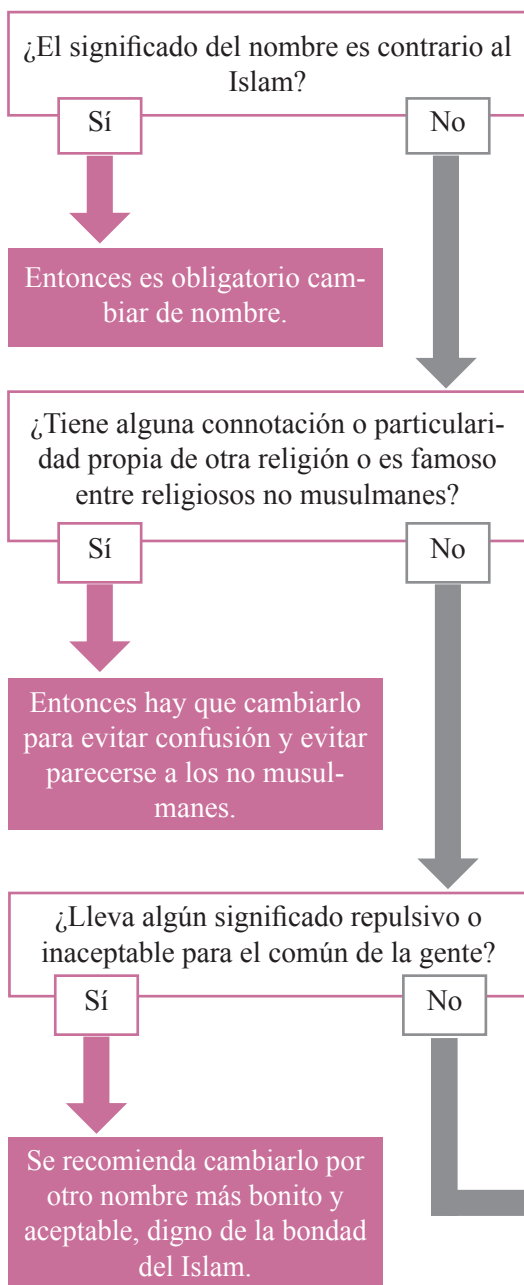 ¿El significado del nombre es contrario al
Islam?
Sí
No
Entonces es obligatorio cam-
biar de nombre.
¿Tiene alguna connotación o particulari-
dad propia de otra religión o es famoso
entre religiosos no musulmanes?
Sí
No
Entonces hay que cambiarlo
para evitar confusión y evitar
parecerse a los no musul-
manes.
¿Lleva algún significado repulsivo o
inaceptable para el común de la gente?
Sí
No
Se recomienda cambiarlo por
otro nombre más bonito y
aceptable, digno de la bondad
del Islam.